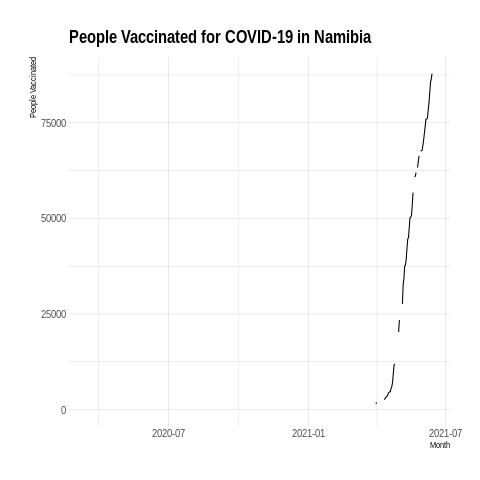 People Vaccinated for COVID-19 in Namibia
People Vaccinated
75000
50000
25000
0
2020-07
2021-01
2021-07
Month